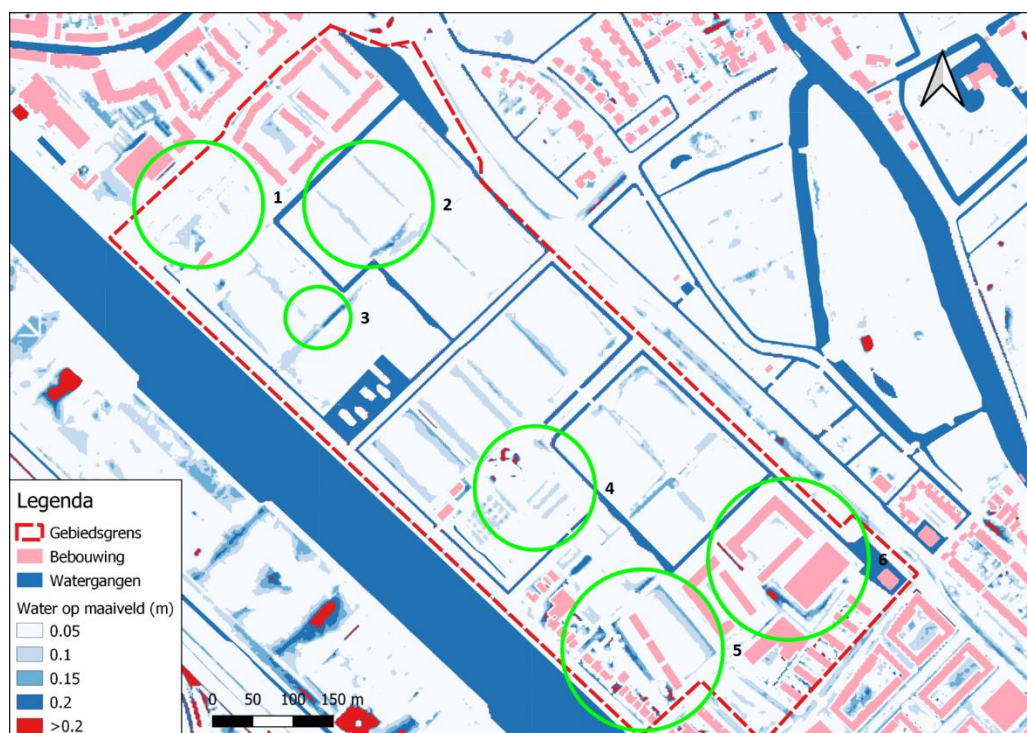 1
2
3
4
5
6
Legenda
Gebiedsgrens
Bebouwing
Watergangen
Water op maaiveld (m)
0.05
0.1
0.15
0.2
>0.2
0 50 100 150 m